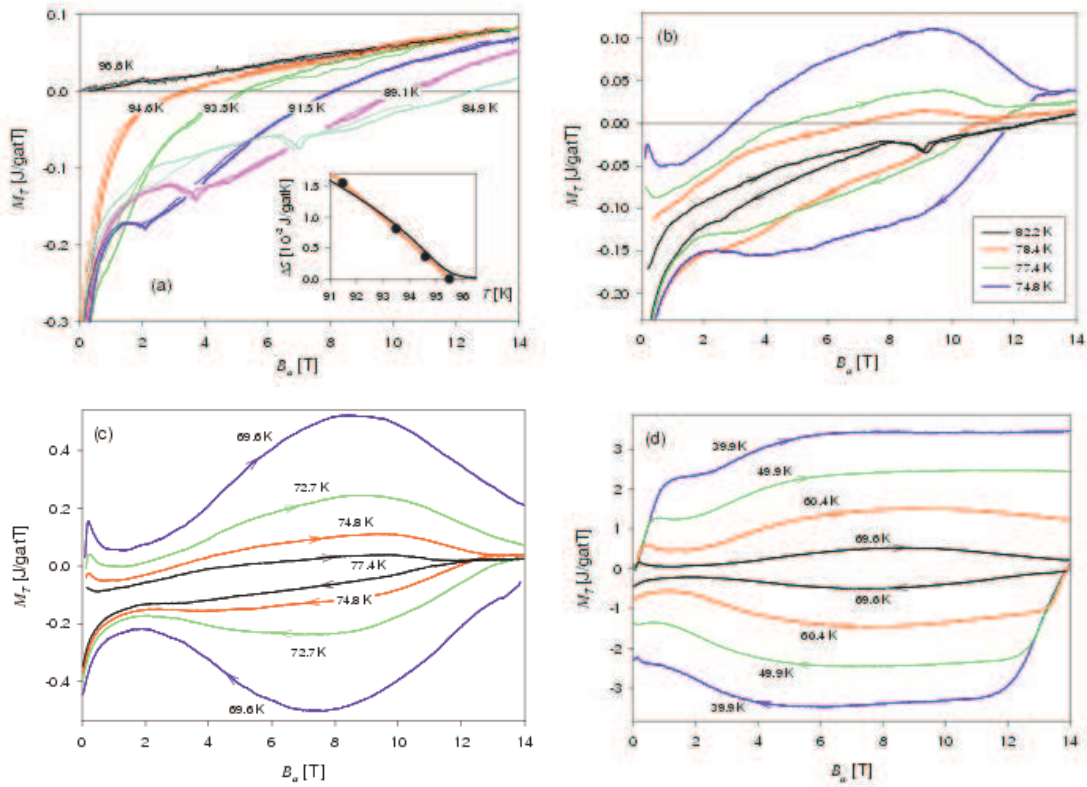 0.1
0.0
-0.1
-0.2
-0.3
M_T [J/gatT]
96.6 K
94.6 K
93.5 K
91.5 K
89.1 K
84.9 K
(a)
1.5
1.0
0.5
0.0
ΔS [10⁻² J/gatK]
91 92 93 94 95 96 T [K]
0 2 4 6 8 10 12 14
B_a [T]
(b)
0.10
0.05
0.00
-0.05
-0.10
-0.15
-0.20
M_T [J/gatT]
82.2 K
78.4 K
77.4 K
74.8 K
0 2 4 6 8 10 12 14
B_a [T]
(c)
0.4
0.2
0.0
-0.2
-0.4
M_T [J/gatT]
69.6 K
72.7 K
74.8 K
77.4 K
74.8 K
72.7 K
69.6 K
0 2 4 6 8 10 12 14
B_a [T]
(d)
3
2
1
0
-1
-2
-3
M_T [J/gatT]
39.9 K
49.9 K
60.4 K
69.6 K
69.6 K
60.4 K
49.9 K
39.9 K
0 2 4 6 8 10 12 14
B_a [T]